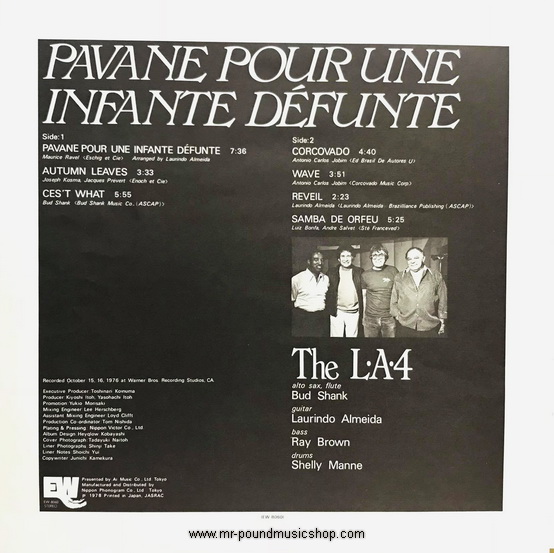 PAVANE POUR UNE
INFANTE DÉFUNTE
Side:1
PAVANE POUR UNE INFANTE DÉFUNTE 7:36
Maurice Ravel <Eschig et Cie> Arranged by Laurindo Almeida
AUTUMN LEAVES 3:33
Joseph Kosma, Jacques Prévert <Enoch et Cie>
CES'T WHAT 5:55
Bud Shank <Bud Shank Music Co., (ASCAP)>
Side:2
CORCOVADO 4:40
Antonio Carlos Jobim <Ed Brasil De Autores U>
WAVE 3:51
Antonio Carlos Jobim <Corcovado Music Corp>
REVEIL 2:23
Laurindo Almeida <Laurindo Almeida : Brazilliance Publishing (ASCAP)>
SAMBA DE ORFEU 5:25
Luiz Bonfa, Andre Salvet <Sté Franceved>
The L·A·4
alto sax, flute
Bud Shank
guitar
Laurindo Almeida
bass
Ray Brown
drums
Shelly Manne
Recorded October 15, 16, 1976 at Warner Bros. Recording Studios, CA
Executive Producer Toshinari Koinuma
Producer Kiyoshi Itoh, Yasohachi Itoh
Promotion Yukio Morisaki
Mixing Engineer Lee Herschberg
Assistant Mixing Engineer Loyd Clifft
Production Co-ordinator Tom Nishida
Plating & Pressing Nippon Victor Co., Ltd
Album Design Heyqlow Kobayashi
Cover Photograph Tadayuki Naitoh
Liner Photographs Shinji Take
Liner Notes Shoichi Yui
Copywriter Junichi Kamekura
EW
Presented by Ai Music Co., Ltd. Tokyo
Manufactured and Distributed by
Nippon Phonogram Co., Ltd Tokyo
℗ 1976 Printed in Japan, JASRAC
www.mr-poundmusicshop.com